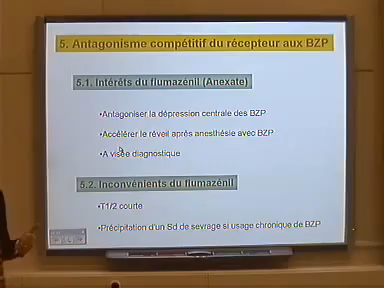 5. Antagonisme compétitif du récepteur aux BZP
5.1. Intérêts du flumazénil (Anexate)
•Antagoniser la dépression centrale des BZP
•Accélérer le réveil après anesthésie avec BZP
•A visée diagnostique
5.2. Inconvénients du flumazénil
•T1/2 courte
•Précipitation d'un Sd de sevrage si usage chronique de BZP